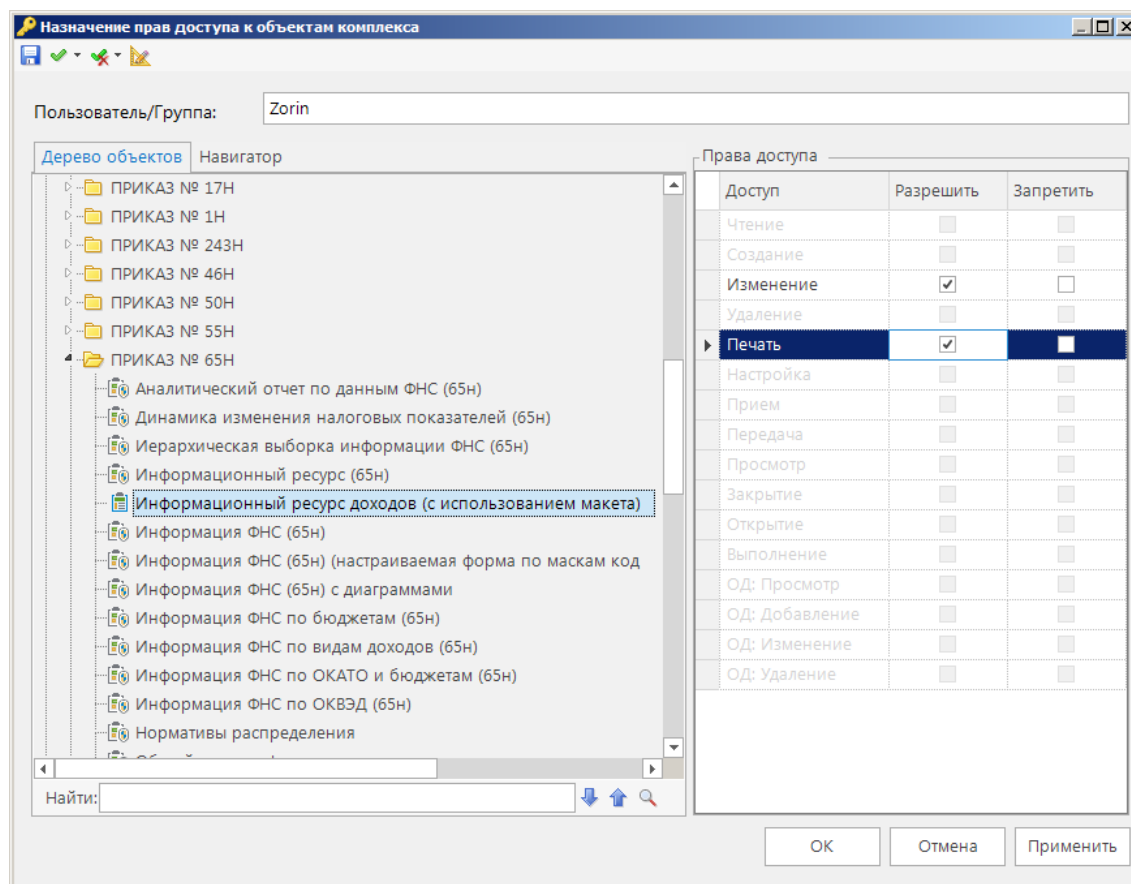 Назначение прав доступа к объектам комплекса
Пользователь/Группа:
Zorin
Дерево объектов
Навигатор
ПРИКАЗ № 17Н
ПРИКАЗ № 1Н
ПРИКАЗ № 243Н
ПРИКАЗ № 46Н
ПРИКАЗ № 50Н
ПРИКАЗ № 55Н
ПРИКАЗ № 65Н
Аналитический отчет по данным ФНС (65н)
Динамика изменения налоговых показателей (65н)
Иерархическая выборка информации ФНС (65н)
Информационный ресурс (65н)
Информационный ресурс доходов (с использованием макета)
Информация ФНС (65н)
Информация ФНС (65н) (настраиваемая форма по маскам код
Информация ФНС (65н) с диаграммами
Информация ФНС по бюджетам (65н)
Информация ФНС по видам доходов (65н)
Информация ФНС по ОКАТО и бюджетам (65н)
Информация ФНС по ОКВЭД (65н)
Нормативы распределения
Найти:
Права доступа
Доступ Разрешить Запретить
Чтение
Создание
Изменение
Удаление
Печать
Настройка
Прием
Передача
Просмотр
Закрытие
Открытие
Выполнение
ОД: Просмотр
ОД: Добавление
ОД: Изменение
ОД: Удаление
ОК
Отмена
Применить